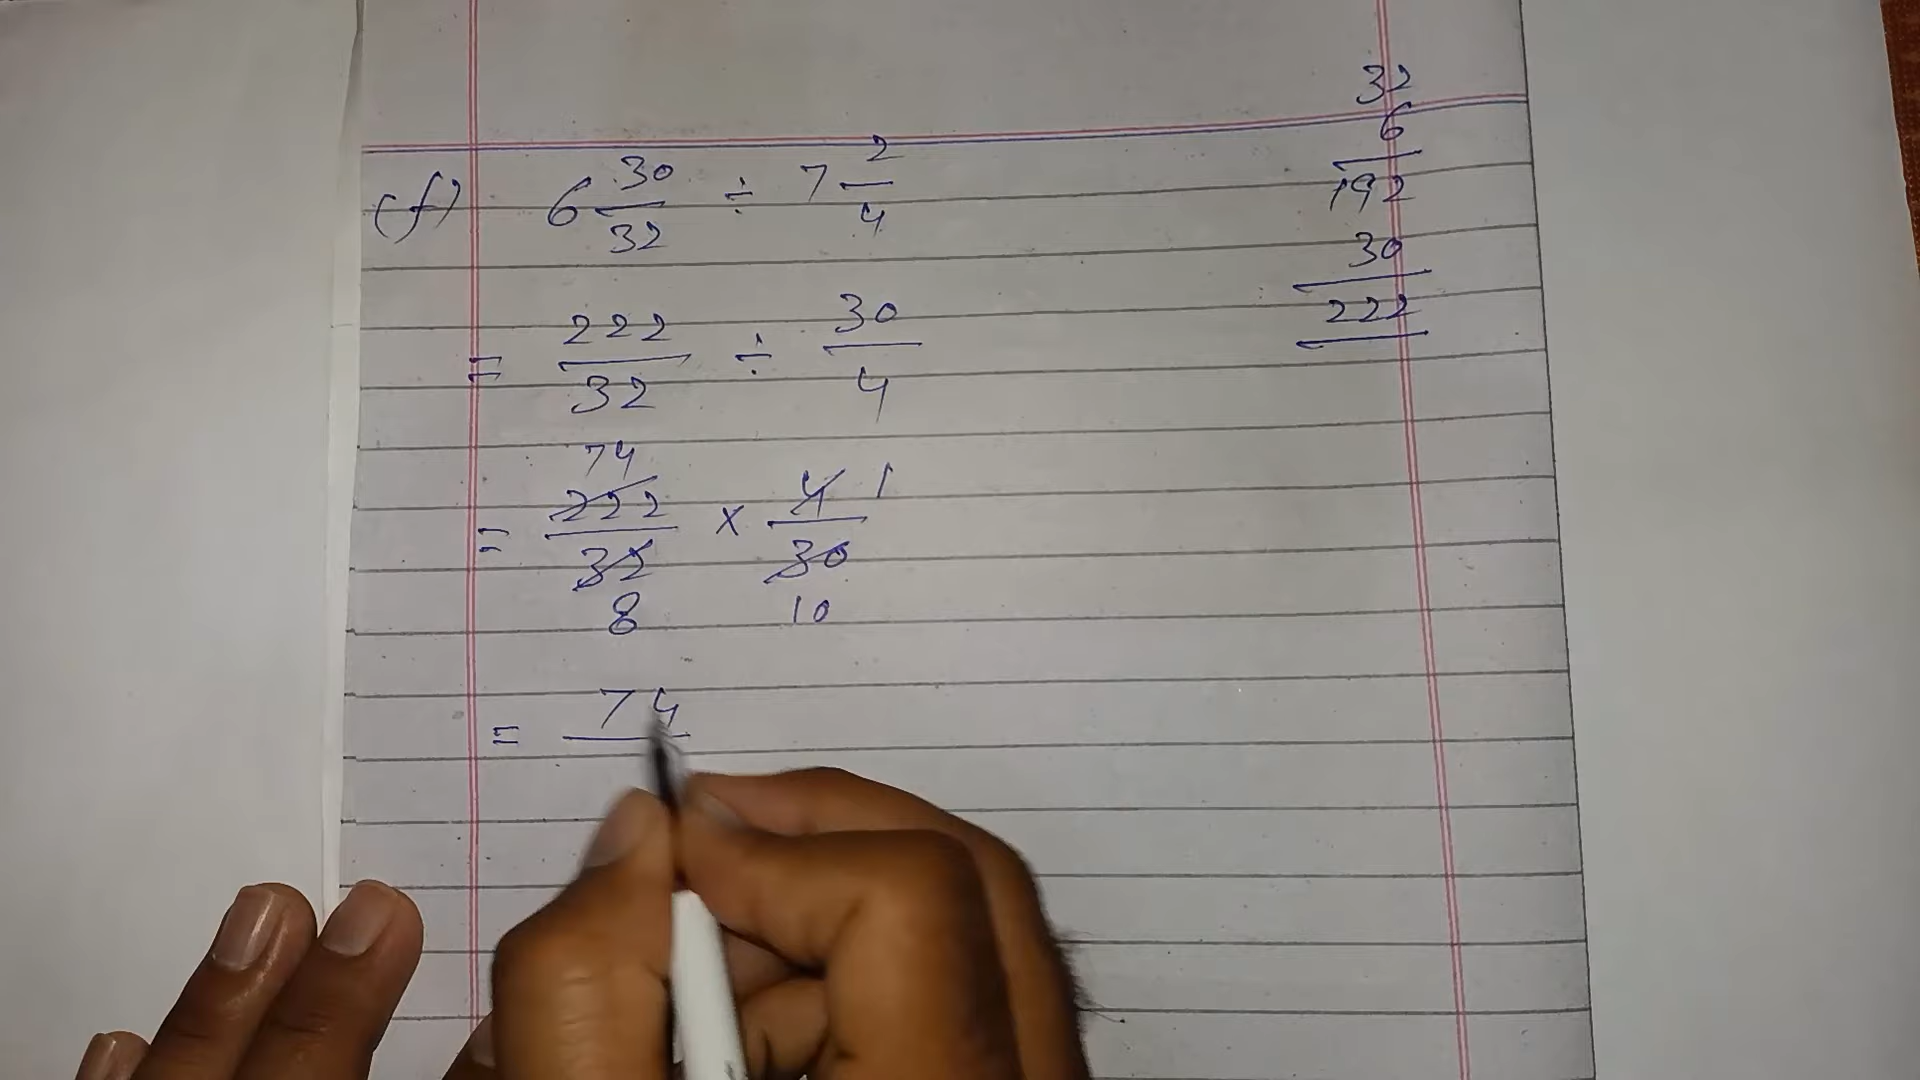 (f) 6 30/32 ÷ 7 2/4
= 222/32 ÷ 30/4
74 1
= 222/32 × 4/30
8 10
= 74
32
6
192
30
222